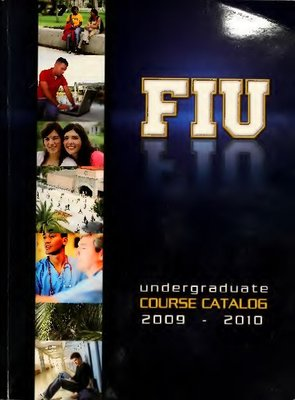 FIU
undergraduate
COURSE CATALOG
2009 - 2010